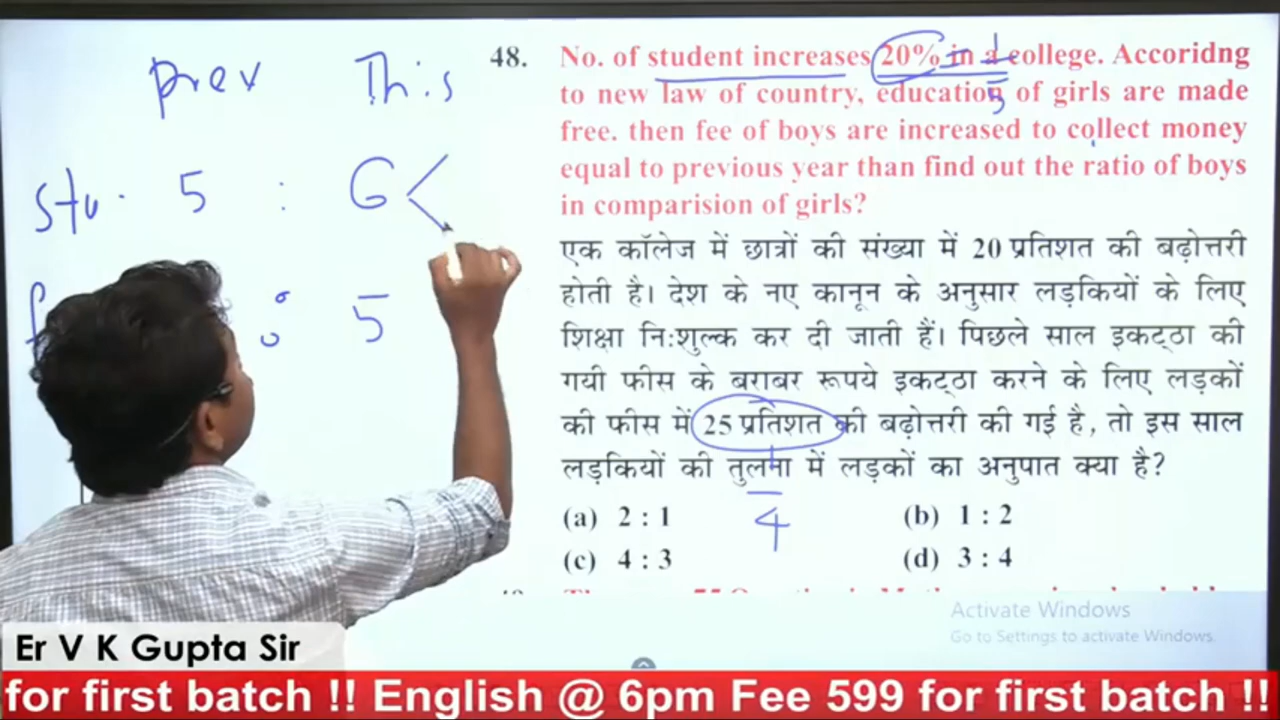 prev This
48. No. of student increases 20% in a college. Accoridng
to new law of country, education of girls are made
free. then fee of boys are increased to collect money
equal to previous year than find out the ratio of boys
in comparision of girls?
stu. 5 : 6
f : 5
1
5
एक कॉलेज में छात्रों की संख्या में 20 प्रतिशत की बढ़ोत्तरी
होती है। देश के नए कानून के अनुसार लड़कियों के लिए
शिक्षा निःशुल्क कर दी जाती हैं। पिछले साल इकट्ठा की
गयी फीस के बराबर रूपये इकट्ठा करने के लिए लड़कों
की फीस में 25 प्रतिशत की बढ़ोत्तरी की गई है, तो इस साल
लड़कियों की तुलना में लड़कों का अनुपात क्या है?
1
4
(a) 2 : 1 (b) 1 : 2
(c) 4 : 3 (d) 3 : 4
Activate Windows
Go to Settings to activate Windows.
Er V K Gupta Sir
for first batch !! English @ 6pm Fee 599 for first batch !!